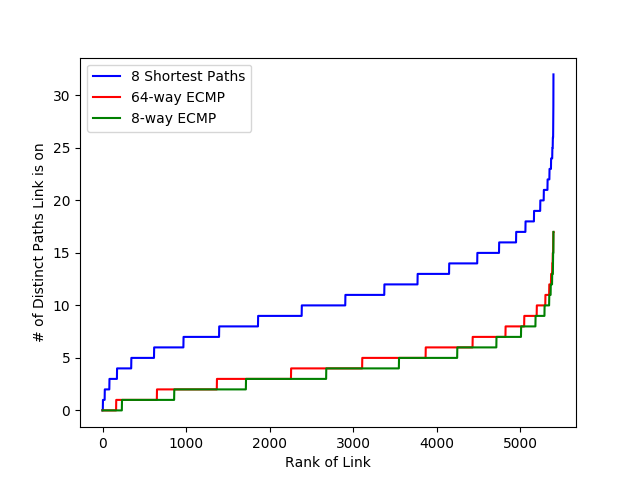 8 Shortest Paths
64-way ECMP
8-way ECMP
# of Distinct Paths Link is on
30
25
20
15
10
5
0
0 1000 2000 3000 4000 5000
Rank of Link